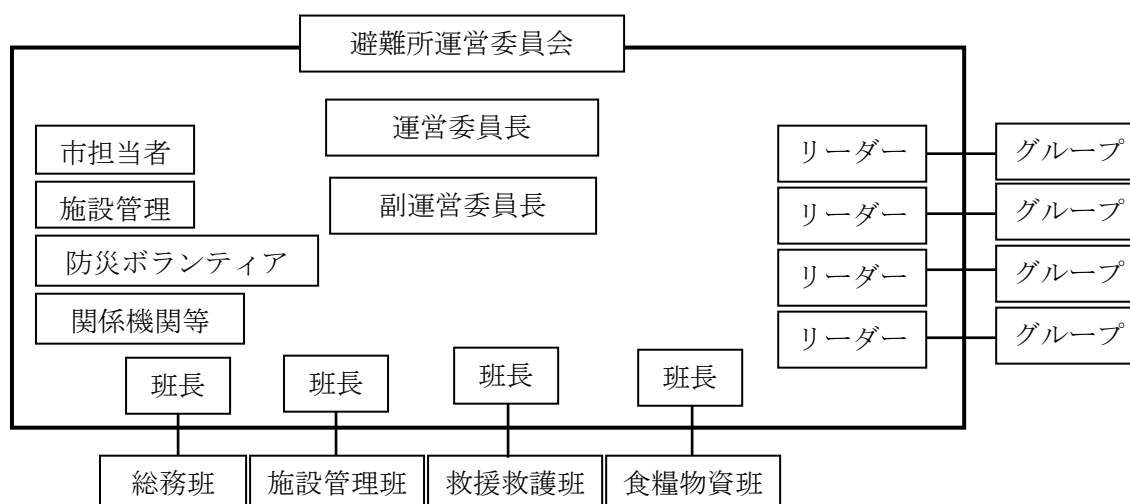 避難所運営委員会
運営委員長
副運営委員長
市担当者
施設管理
防災ボランティア
関係機関等
リーダー
グループ
リーダー
グループ
リーダー
グループ
リーダー
グループ
班長
班長
班長
班長
総務班
施設管理班
救援救護班
食糧物資班